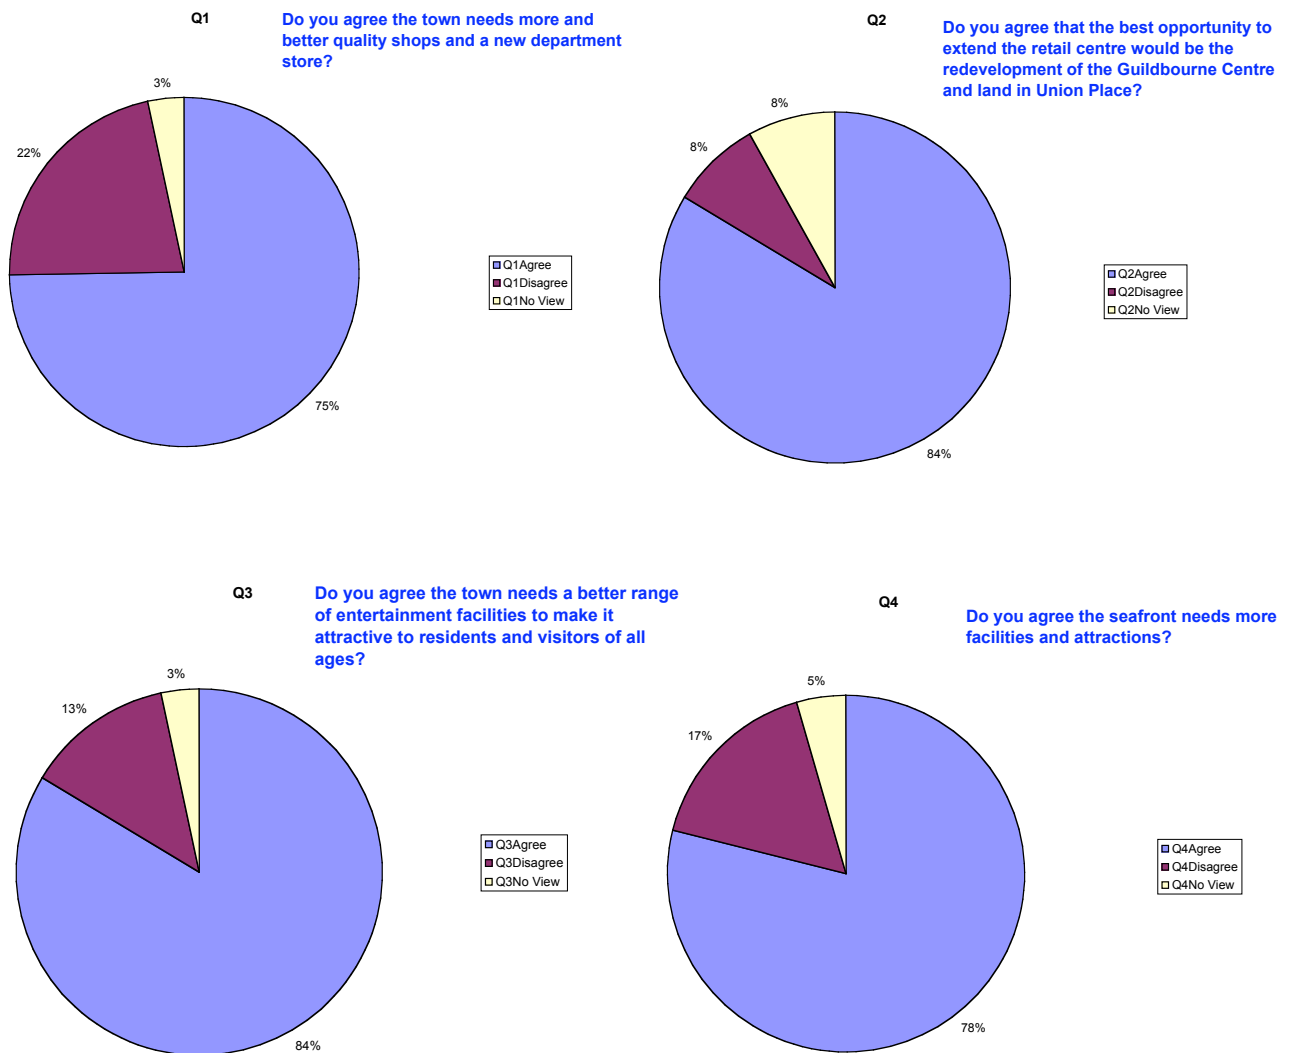 Q1
Do you agree the town needs more and
better quality shops and a new department
store?
3%
22%
75%
Q1Agree
Q1Disagree
Q1No View
Q2
Do you agree that the best opportunity to
extend the retail centre would be the
redevelopment of the Guildbourne Centre
and land in Union Place?
8%
8%
84%
Q2Agree
Q2Disagree
Q2No View
Q3
Do you agree the town needs a better range
of entertainment facilities to make it
attractive to residents and visitors of all
ages?
3%
13%
84%
Q3Agree
Q3Disagree
Q3No View
Q4
Do you agree the seafront needs more
facilities and attractions?
5%
17%
78%
Q4Agree
Q4Disagree
Q4No View